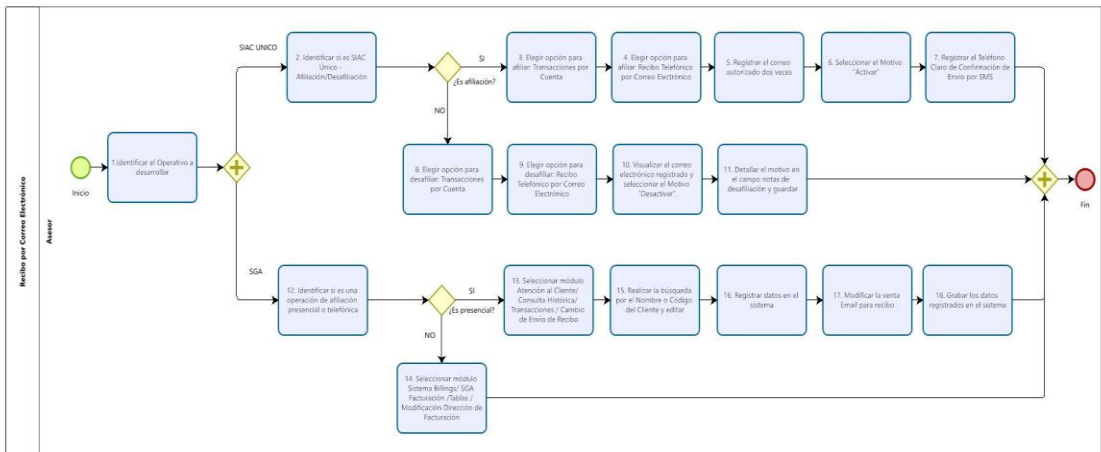 Recibo por Correo Electrónico
Asesor
Inicio
1.Identificar el Operativo a
desarrollar
SIAC UNICO
2. Identificar si es SIAC
Único -
Afiliación/Desafiliación
¿Es afiliación?
SI
3. Elegir opción para
afiliar: Transacciones por
Cuenta
4. Elegir opción para
afiliar: Recibo Telefónico
por Correo Electrónico
5. Registrar el correo
autorizado dos veces
6. Seleccionar el Motivo
"Activar"
7. Registrar el Teléfono
Claro de Confirmación de
Envío por SMS
NO
8. Elegir opción para
desafiliar: Transacciones
por Cuenta
9. Elegir opción para
desafiliar: Recibo
Telefónico por Correo
Electrónico
10. Visualizar el correo
electrónico registrado y
seleccionar el Motivo
"Desactivar".
11. Detallar el motivo
en el campo notas de
desafiliación y guardar
Fin
SGA
12. Identificar si es una
operación de afiliación
presencial o telefónica
¿Es presencial?
SI
13. Seleccionar módulo
Atención al Cliente/
Consulta Histórica/
Transacciones / Cambio
de Envío de Recibo
15. Realizar la búsqueda
por el Nombre o Código
del Cliente y editar
16. Registrar datos en el
sistema
17. Modificar la venta
Email para recibo
18. Grabar los datos
registrados en el sistema
NO
14. Seleccionar módulo
Sistema Billings/ SGA
Facturación /Tablas /
Modificación Dirección de
Facturación